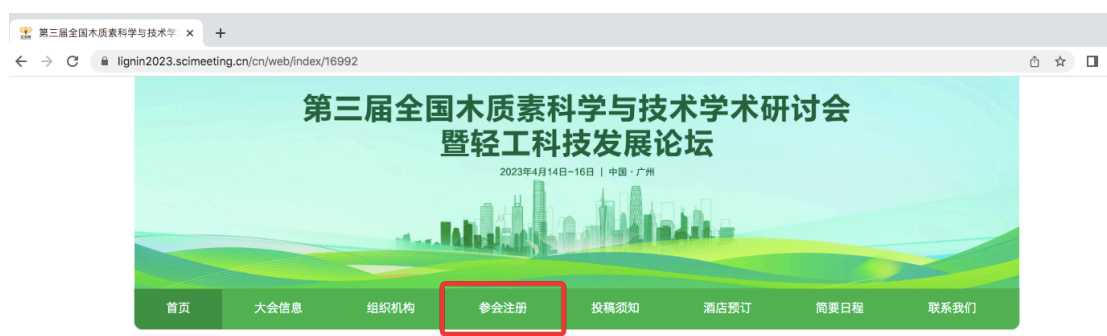 第三届全国木质素科学与技术学
lignin2023.scimeeting.cn/cn/web/index/16992
第三届全国木质素科学与技术学术研讨会
暨轻工科技发展论坛
2023年4月14日-16日 | 中国·广州
首页 大会信息 组织机构 参会注册 投稿须知 酒店预订 简要日程 联系我们